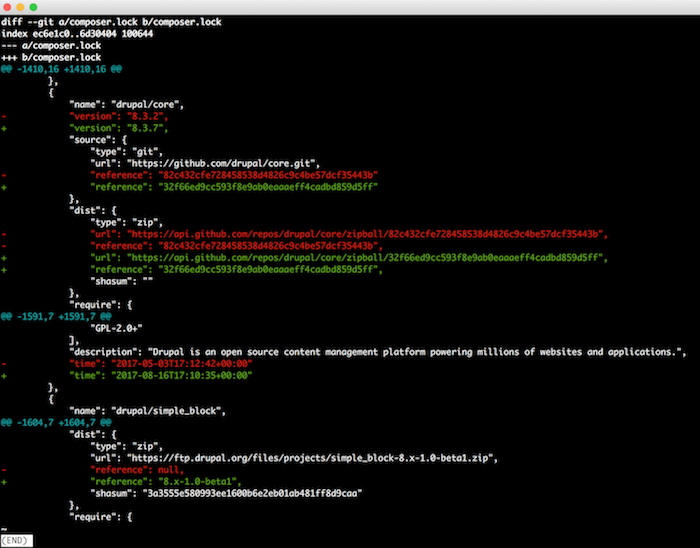 diff --git a/composer.lock b/composer.lock
index ec6e1c0..6d30404 100644
--- a/composer.lock
+++ b/composer.lock
@@ -1410,16 +1410,16 @@
        },
        {
            "name": "drupal/core",
-            "version": "8.3.2",
+            "version": "8.3.7",
            "source": {
                "type": "git",
                "url": "https://github.com/drupal/core.git",
-                "reference": "82c432cfe728458538d4826c9c4be57dcf35443b"
+                "reference": "32f66ed9cc593f8e9ab0eaaaeff4cadbd859d5ff"
            },
            "dist": {
                "type": "zip",
-                "url": "https://api.github.com/repos/drupal/core/zipball/82c432cfe728458538d4826c9c4be57dcf35443b",
-                "reference": "82c432cfe728458538d4826c9c4be57dcf35443b",
+                "url": "https://api.github.com/repos/drupal/core/zipball/32f66ed9cc593f8e9ab0eaaaeff4cadbd859d5ff",
+                "reference": "32f66ed9cc593f8e9ab0eaaaeff4cadbd859d5ff",
                "shasum": ""
            },
            "require": {
@@ -1591,7 +1591,7 @@
                "GPL-2.0+"
            ],
            "description": "Drupal is an open source content management platform powering millions of websites and applications.",
-            "time": "2017-05-03T17:12:42+00:00"
+            "time": "2017-08-16T17:10:35+00:00"
        },
        {
            "name": "drupal/simple_block",
@@ -1604,7 +1604,7 @@
            "dist": {
                "type": "zip",
                "url": "https://ftp.drupal.org/files/projects/simple_block-8.x-1.0-beta1.zip",
-                "reference": null,
+                "reference": "8.x-1.0-beta1",
                "shasum": "3a3555e580993ee1600b6e2eb01ab481ff8d9caa"
            },
            "require": {
~
(END)